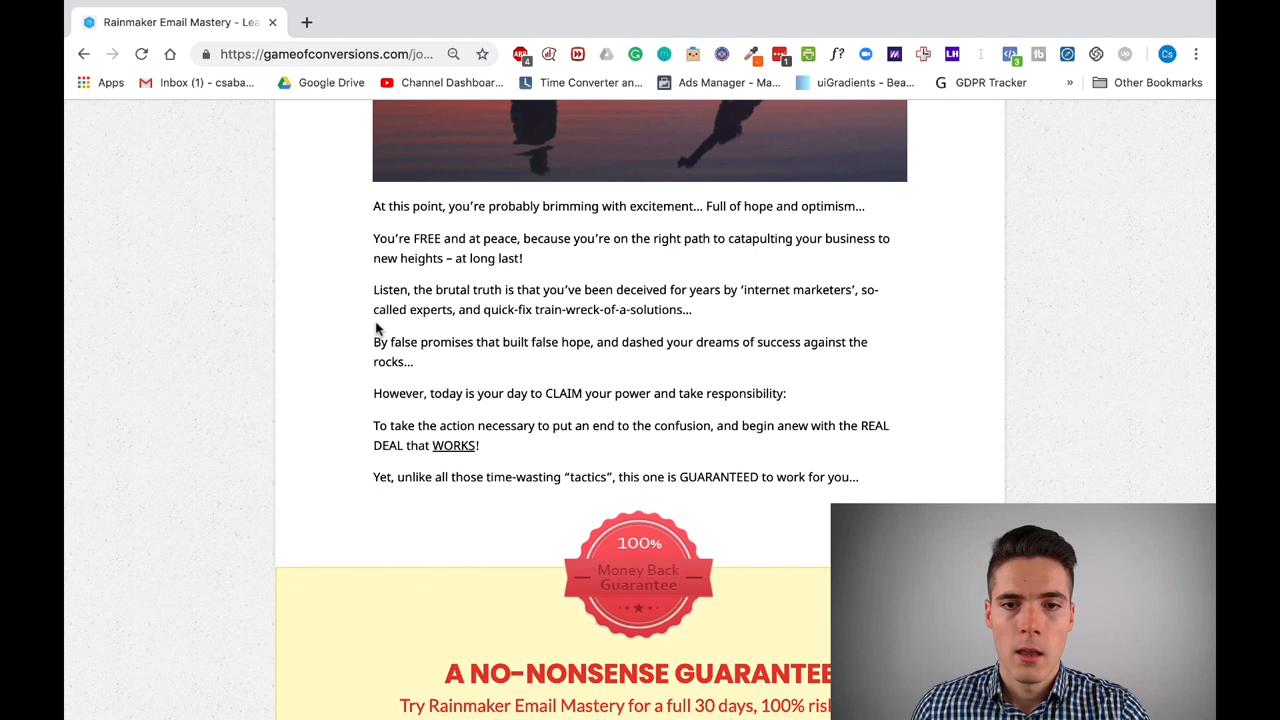 Rainmaker Email Mastery - Lea
https://gameofconversions.com/jo...
Apps
Inbox (1) - csaba...
Google Drive
Channel Dashboar...
Time Converter an...
Ads Manager - Ma...
uiGradients - Bea...
GDPR Tracker
Other Bookmarks
At this point, you’re probably brimming with excitement... Full of hope and optimism...
You’re FREE and at peace, because you’re on the right path to catapulting your business to
new heights – at long last!
Listen, the brutal truth is that you’ve been deceived for years by ‘internet marketers’, so-
called experts, and quick-fix train-wreck-of-a-solutions...
By false promises that built false hope, and dashed your dreams of success against the
rocks...
However, today is your day to CLAIM your power and take responsibility:
To take the action necessary to put an end to the confusion, and begin anew with the REAL
DEAL that WORKS!
Yet, unlike all those time-wasting “tactics”, this one is GUARANTEED to work for you...
100%
Money Back
Guarantee
A NO-NONSENSE GUARANTEE
Try Rainmaker Email Mastery for a full 30 days, 100% risk